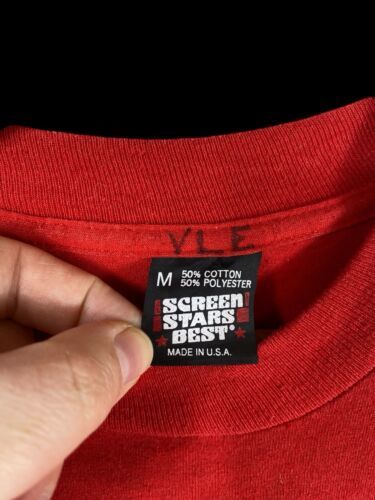 VLE
M 50% COTTON
50% POLYESTER
SCREEN
STARS
BEST®
MADE IN U.S.A.